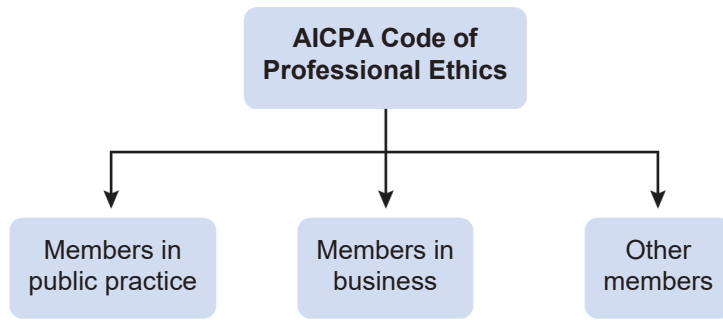 AICPA Code of
Professional Ethics
Members in
public practice
Members in
business
Other
members